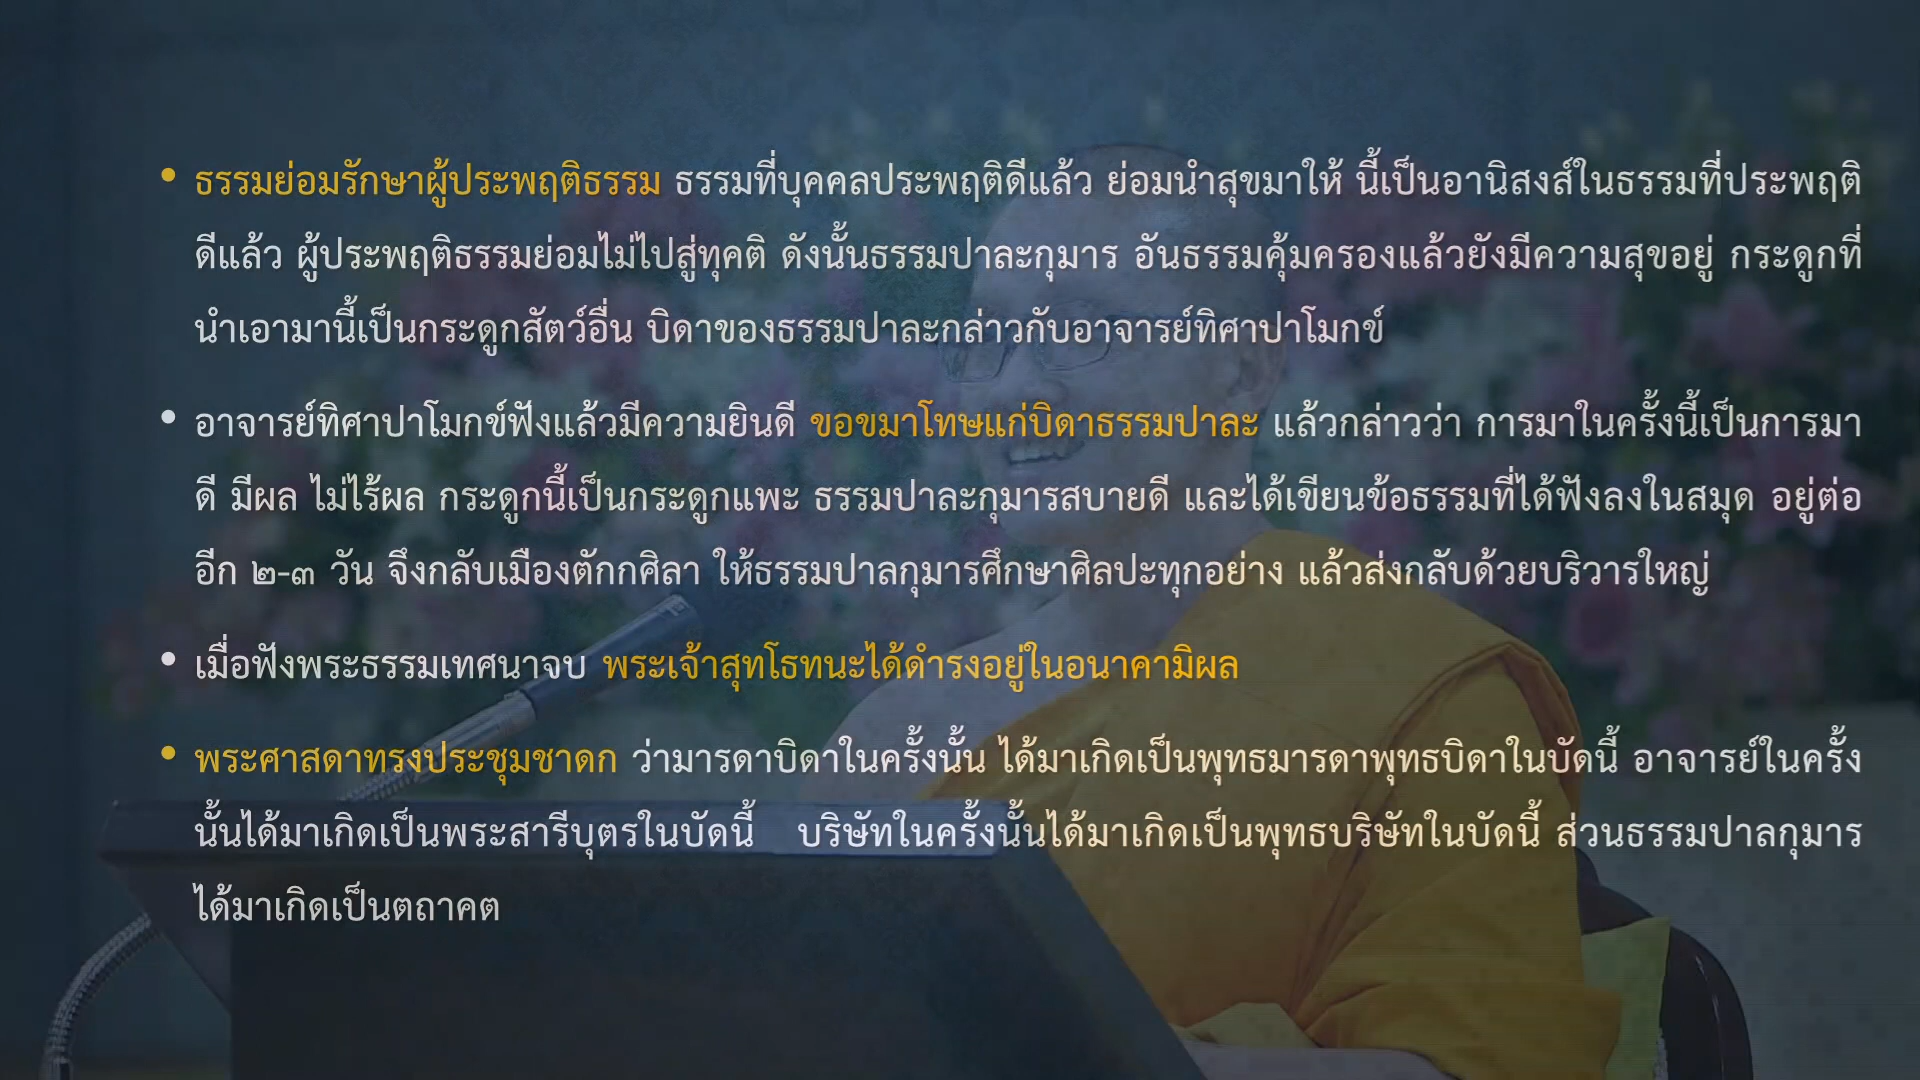 • ธรรมย่อมรักษาผู้ประพฤติธรรม ธรรมที่บุคคลประพฤติดีแล้ว ย่อมนำสุขมาให้ นี้เป็นอานิสงส์ในธรรมที่ประพฤติ
ดีแล้ว ผู้ประพฤติธรรมย่อมไม่ไปสู่ทุคติ ดังนั้นธรรมปาละกุมาร อันธรรมคุ้มครองแล้วยังมีความสุขอยู่ กระดูกที่
นำเอามานี้เป็นกระดูกสัตว์อื่น บิดาของธรรมปาละกล่าวกับอาจารย์ทิศาปาโมกข์
• อาจารย์ทิศาปาโมกข์ฟังแล้วมีความยินดี ขอขมาโทษแก่บิดาธรรมปาละ แล้วกล่าวว่า การมาในครั้งนี้เป็นการมา
ดี มีผล ไม่ไร้ผล กระดูกนี้เป็นกระดูกแพะ ธรรมปาละกุมารสบายดี และได้เขียนข้อธรรมที่ได้ฟังลงในสมุด อยู่ต่อ
อีก ๒-๓ วัน จึงกลับเมืองตักกศิลา ให้ธรรมปาลกุมารศึกษาศิลปะทุกอย่าง แล้วส่งกลับด้วยบริวารใหญ่
• เมื่อฟังพระธรรมเทศนาจบ พระเจ้าสุทโธทนะได้ดำรงอยู่ในอนาคามิผล
• พระศาสดาทรงประชุมชาดก ว่ามารดาบิดาในครั้งนั้น ได้มาเกิดเป็นพุทธมารดาพุทธบิดาในบัดนี้ อาจารย์ในครั้ง
นั้นได้มาเกิดเป็นพระสารีบุตรในบัดนี้ บริษัทในครั้งนั้นได้มาเกิดเป็นพุทธบริษัทในบัดนี้ ส่วนธรรมปาลกุมาร
ได้มาเกิดเป็นตถาคต